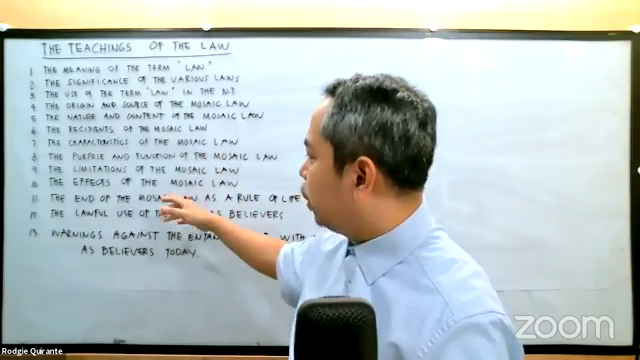 THE TEACHINGS OF THE LAW
1 THE MEANING OF THE TERM "LAW"
2 THE SIGNIFICANCE OF THE VARIOUS LAWS
3 THE USE OF THE TERM "LAW" IN THE N.T.
4 THE ORIGIN AND SOURCE OF THE MOSAIC LAW
5 THE NATURE AND CONTENT OF THE MOSAIC LAW
6 THE RECIPIENTS OF THE MOSAIC LAW
7 THE CHARACTERISTICS OF THE MOSAIC LAW
8 THE PURPOSE AND FUNCTION OF THE MOSAIC LAW
9 THE LIMITATIONS OF THE MOSAIC LAW
10 THE EFFECTS OF THE MOSAIC LAW
11 THE END OF THE MOSAIC LAW AS A RULE OF LIFE
12 THE LAWFUL USE OF AS BELIEVERS
13. WARNINGS AGAINST THE WITH
AS BELIEVERS TODAY.
Rodgie Quirante
zoom